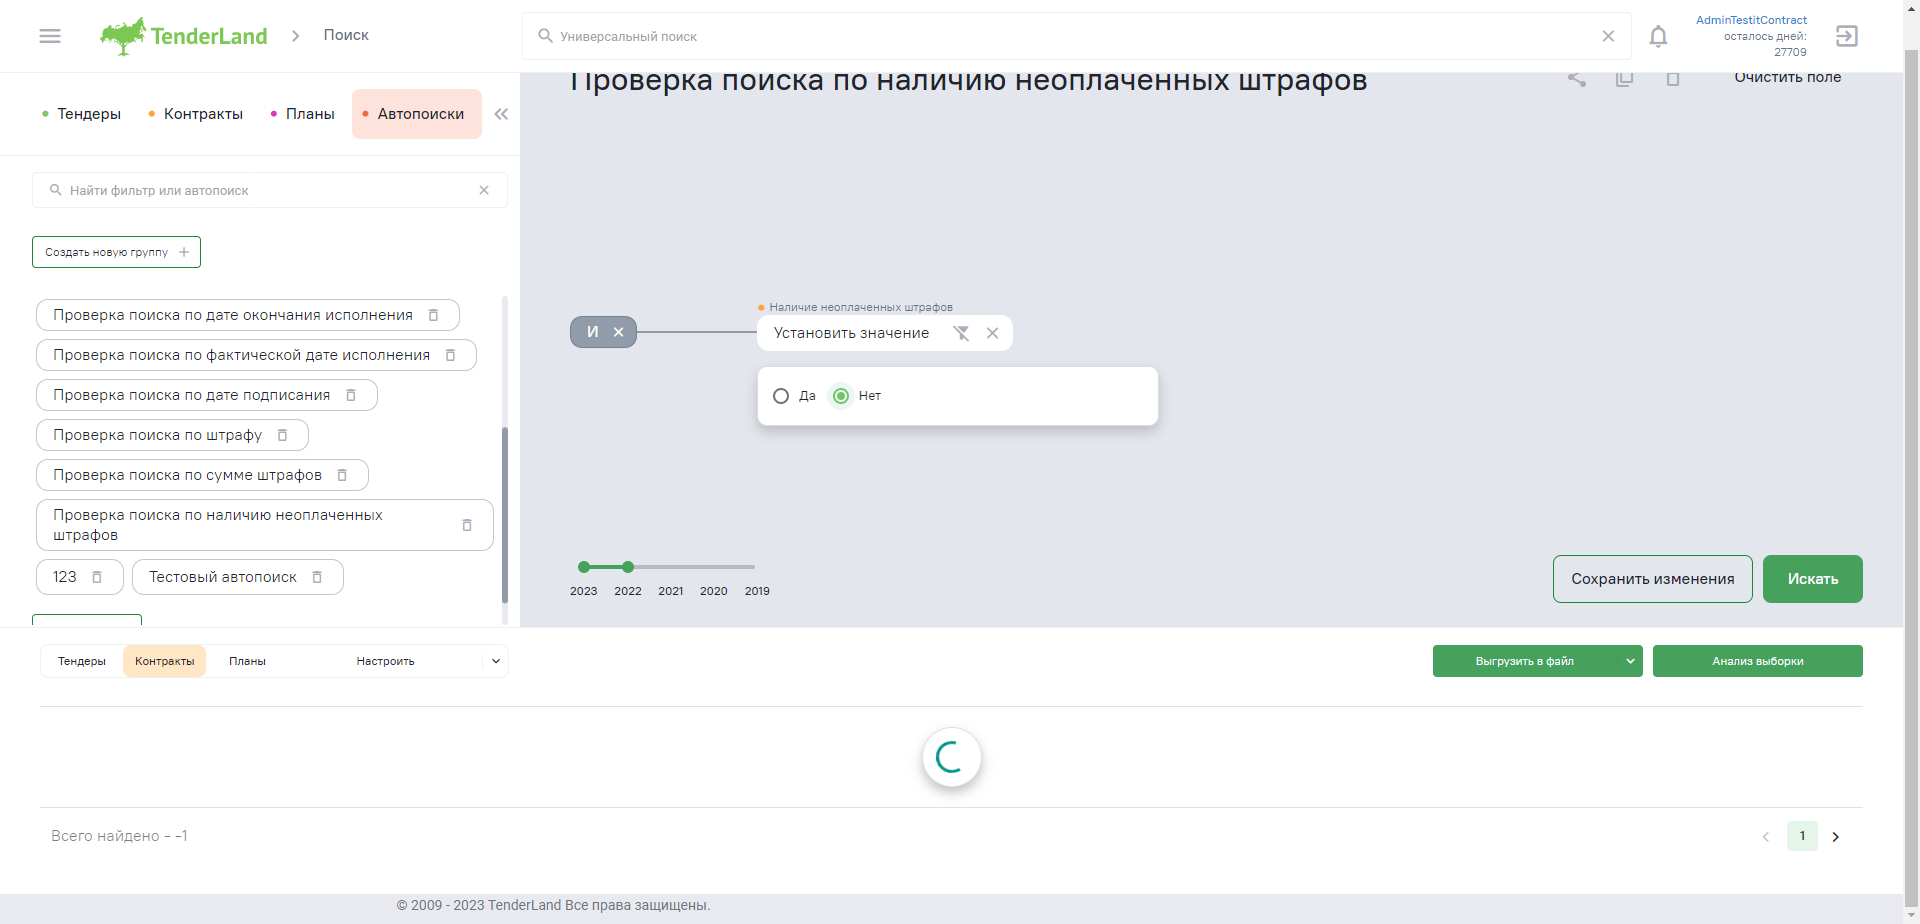 TenderLand
Поиск
Универсальный поиск
AdminTestitContract
осталось дней:
27709
Тендеры
Контракты
Планы
Автопоиски
Проверка поиска по наличию неоплаченных штрафов
Очистить поле
Найти фильтр или автопоиск
Создать новую группу
Проверка поиска по дате окончания исполнения
Проверка поиска по фактической дате исполнения
Проверка поиска по дате подписания
Проверка поиска по штрафу
Проверка поиска по сумме штрафов
Проверка поиска по наличию неоплаченных
штрафов
123
Тестовый автопоиск
Наличие неоплаченных штрафов
И
Установить значение
Да
Нет
2023 2022 2021 2020 2019
Сохранить изменения
Искать
Тендеры
Контракты
Планы
Настроить
Выгрузить в файл
Анализ выборки
Всего найдено - -1
1
© 2009 - 2023 TenderLand Все права защищены.